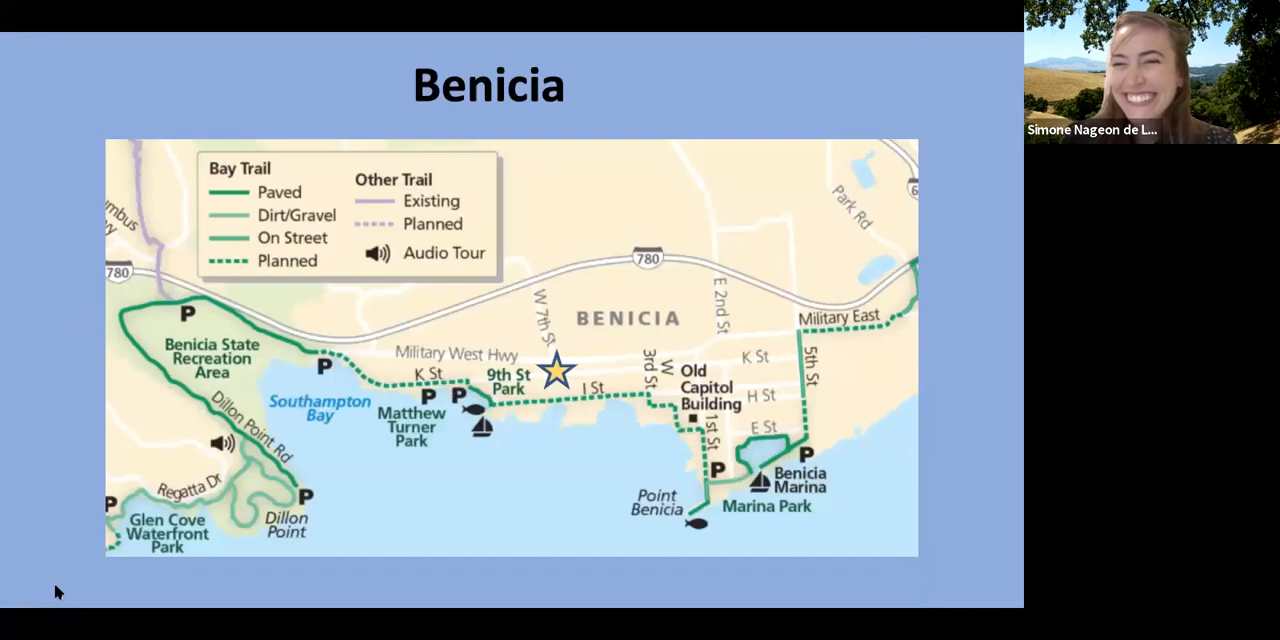 Benicia
Simone Nageon de L...
Bay Trail
Paved
Dirt/Gravel
On Street
Planned
Other Trail
Existing
Planned
Audio Tour
780
Park Rd
780
W 7th St
BENICIA
E 2nd St
Military East
Benicia State
Recreation
Area
P
P
Military West Hwy
K St
9th St
Park
I St
3rd St
W
Old
Capitol
Building
K St
H St
5th St
Southampton
Bay
Matthew
Turner
Park
P
P
1st St
E St
Dillon Point Rd
P
P
Benicia
Marina
Marina Park
Point
Benicia
Regatta Dr
P
P
Dillon
Point
Glen Cove
Waterfront
Park